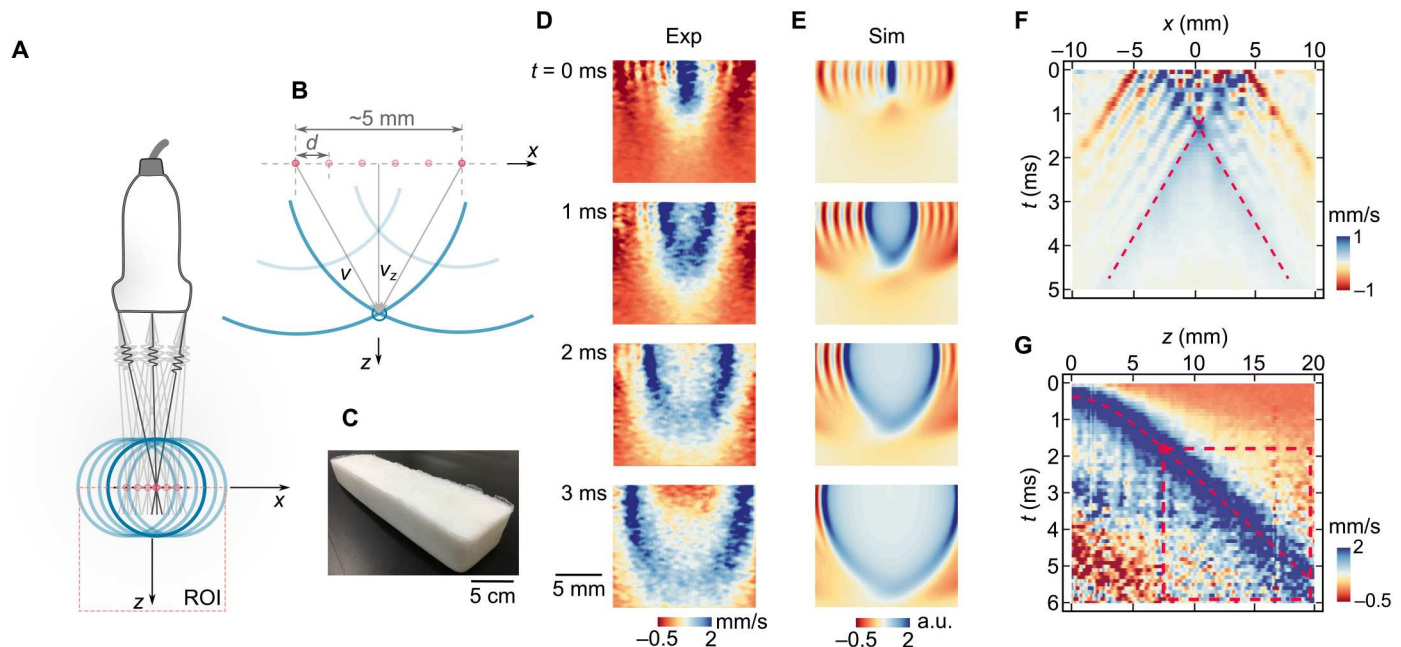 A
B
~5 mm
d
x
v
v_z
z
C
5 cm
x
z
ROI
D
Exp
t = 0 ms
1 ms
2 ms
3 ms
5 mm
mm/s
–0.5 2
E
Sim
a.u.
–0.5 2
F
x (mm)
–10 –5 0 5 10
0
1
2
3
4
5
t (ms)
mm/s
1
–1
G
z (mm)
0 5 10 15 20
0
1
2
3
4
5
6
t (ms)
mm/s
2
–0.5